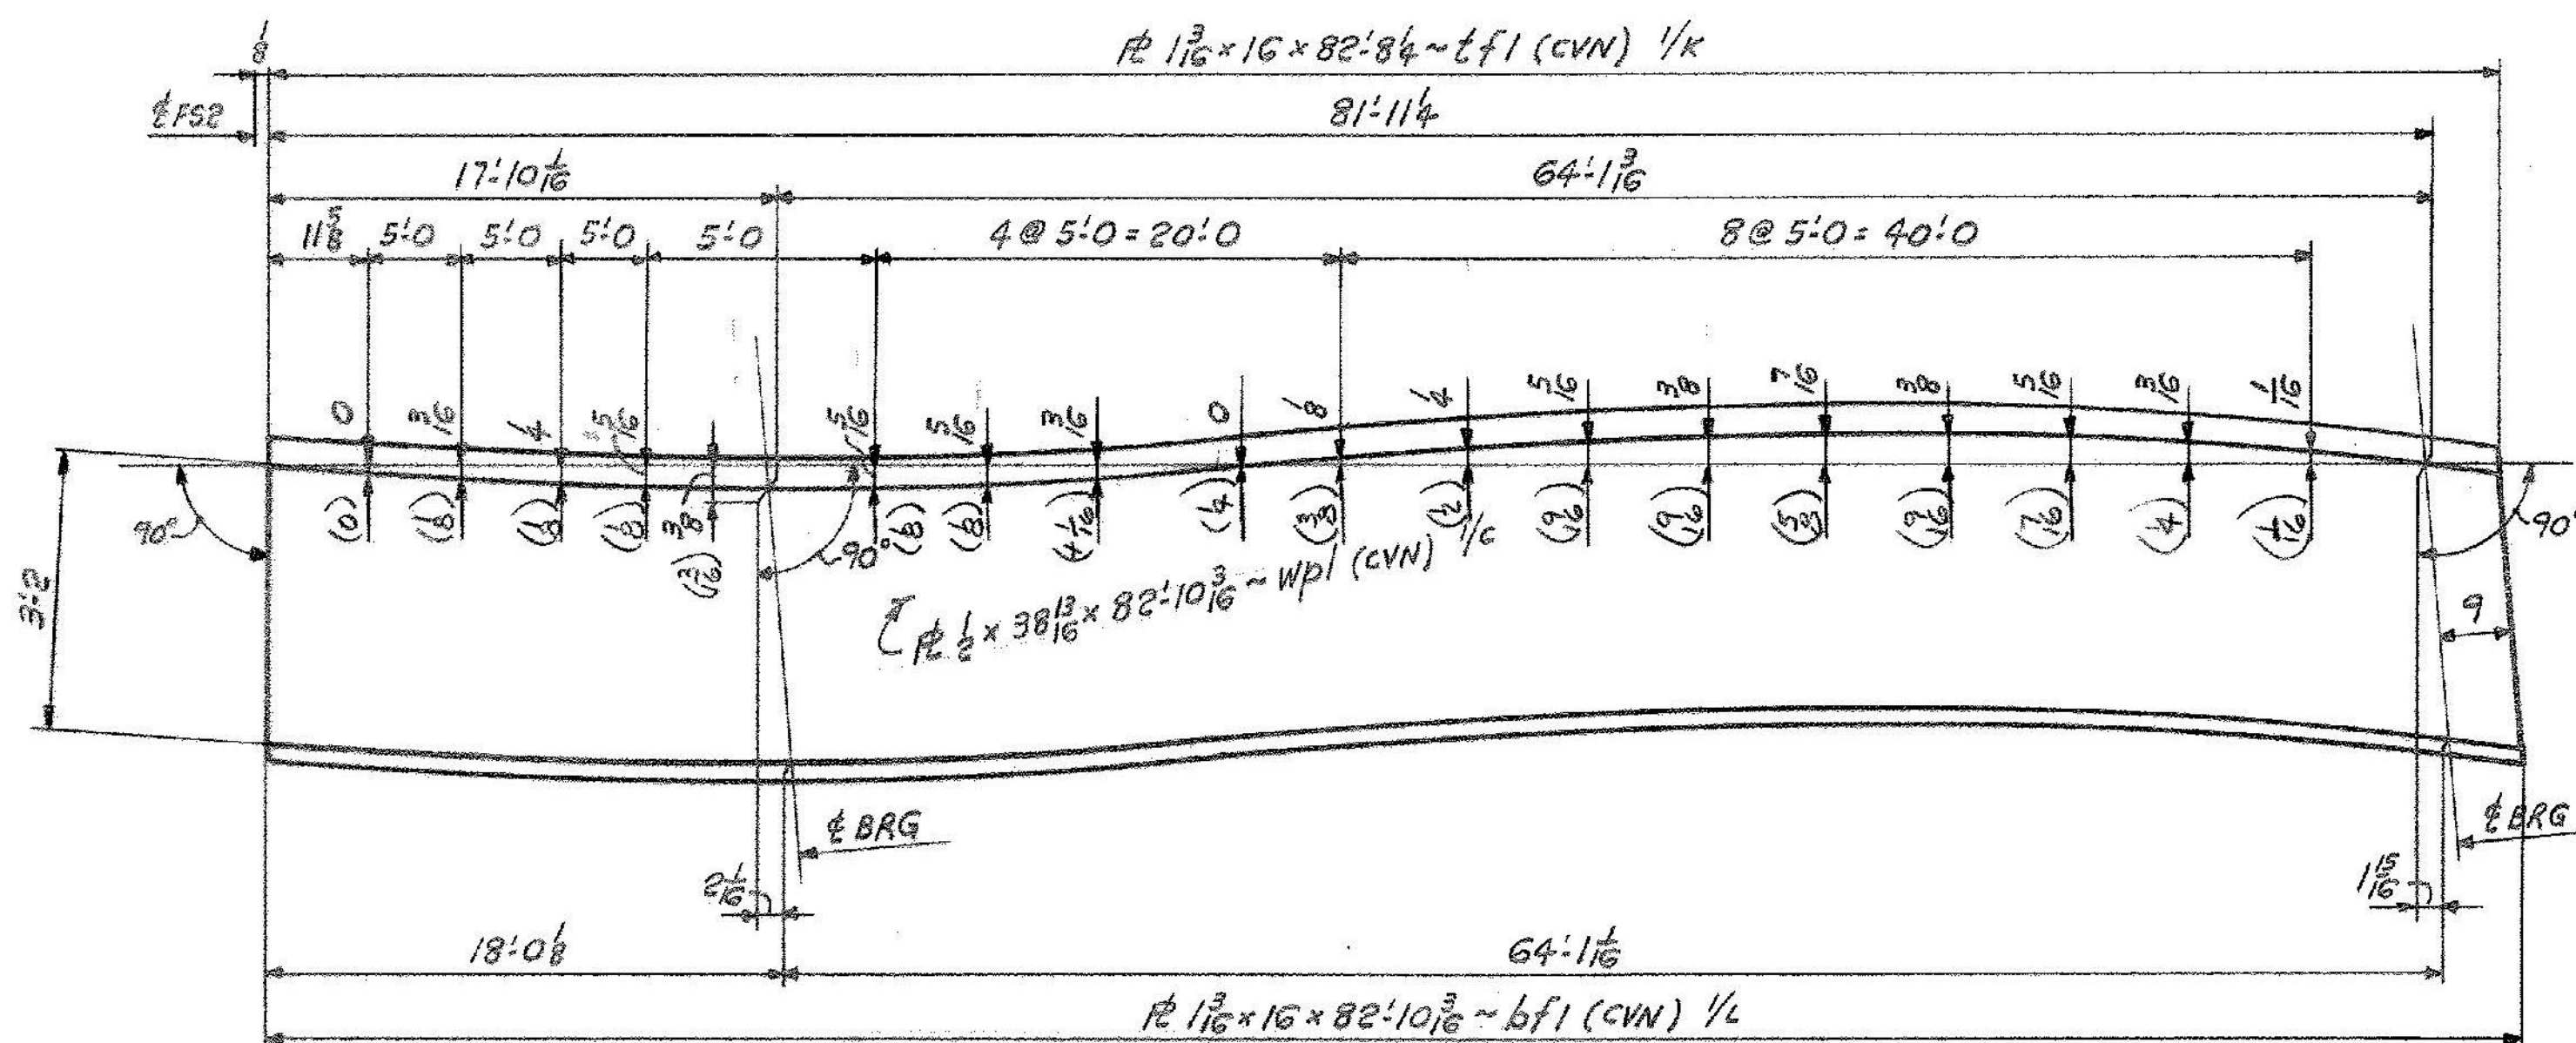 1/8
℄ FS2
PL 1 3/16 × 16 × 82'-8 1/4 ~ tf1 (CVN) 1/K
81'-11 1/4
17'-10 1/16 64'-1 3/16
11 5/8 5'-0 5'-0 5'-0 5'-0 4 @ 5'-0 = 20'-0 8 @ 5'-0 = 40'-0
0 3/16 1/4 5/16 3/8 5/16 5/16 3/16 0 1/8 1/4 5/16 3/8 7/16 3/8 5/16 3/16 1/16
(0) (1/8) (1/8) (1/8) (3/16) (1/8) (1/8) (4 1/16) (1/4) (3/8) (1/2) (9/16) (9/16) (5/8) (9/16) (7/16) (1/4) (1/16)
90° 90° 90°
3'-2
PL 1/2 × 38 13/16 × 82'-10 3/16 ~ wp1 (CVN) 1/G
9
℄ BRG ℄ BRG
2 1/16 1 15/16
18'-0 1/8 64'-1 1/16
PL 1 3/16 × 16 × 82'-10 3/16 ~ bf1 (CVN) 1/L